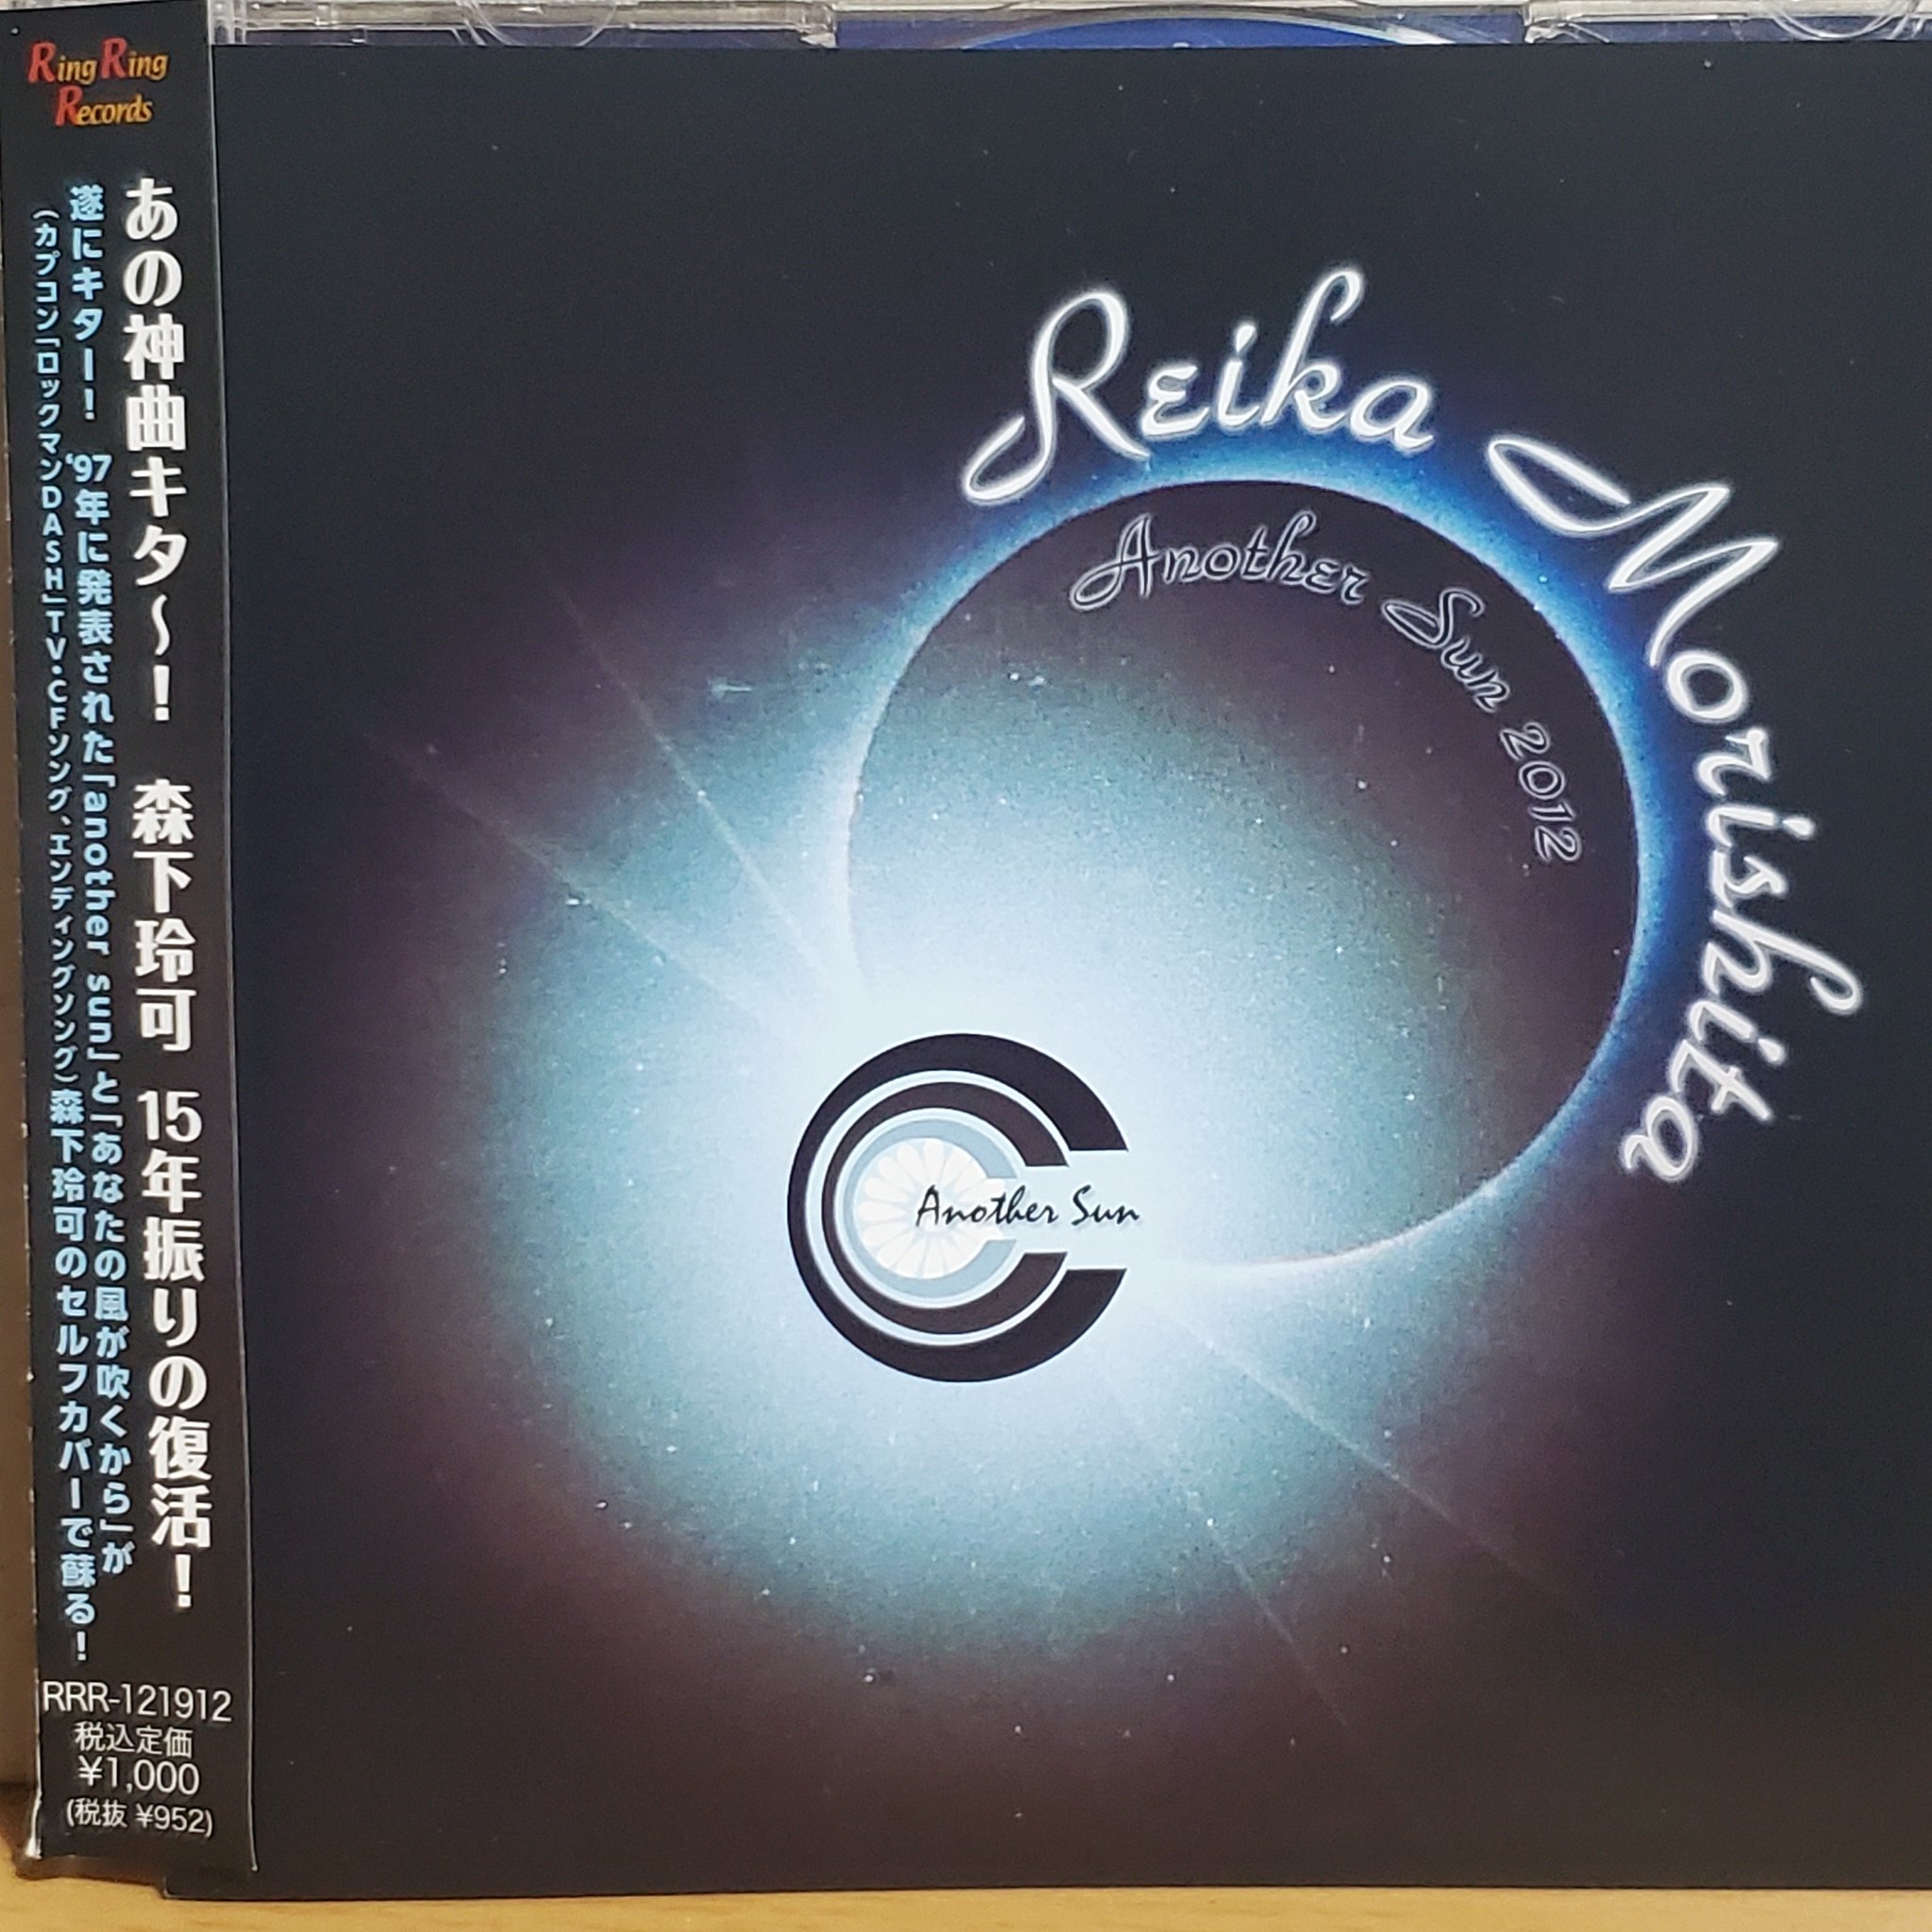 Ring Ring
Records
あの神曲キタ～！ 森下玲可 15年振りの復活！
遂にキター！ '97年に発表された「another sun」と「あなたの風が吹くから」が
（カプコン「ロックマンDASH」TV・CFソング、エンディングソング）森下玲可のセルフカバーで蘇る！
RRR-121912
税込定価
¥1,000
(税抜 ¥952)
Reika Morishita
Another Sun 2012
Another Sun